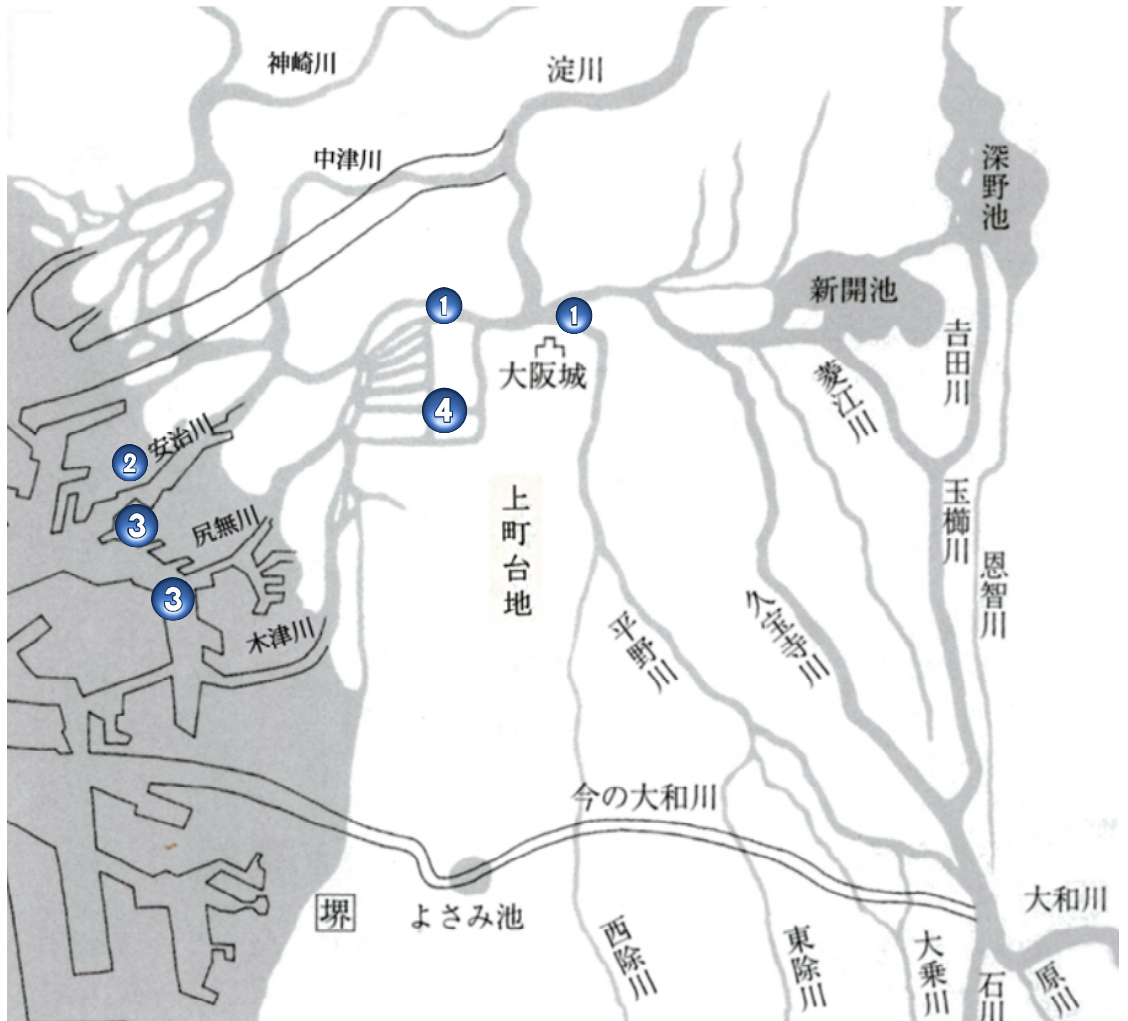 神崎川
淀川
中津川
深野池
新開池
1
1
大阪城
吉田川
菱江川
4
安治川
2
3
尻無川
上町台地
玉櫛川
恩智川
3
木津川
平野川
久宝寺川
今の大和川
堺
よさみ池
大和川
西除川
東除川
大乗川
石川
原川